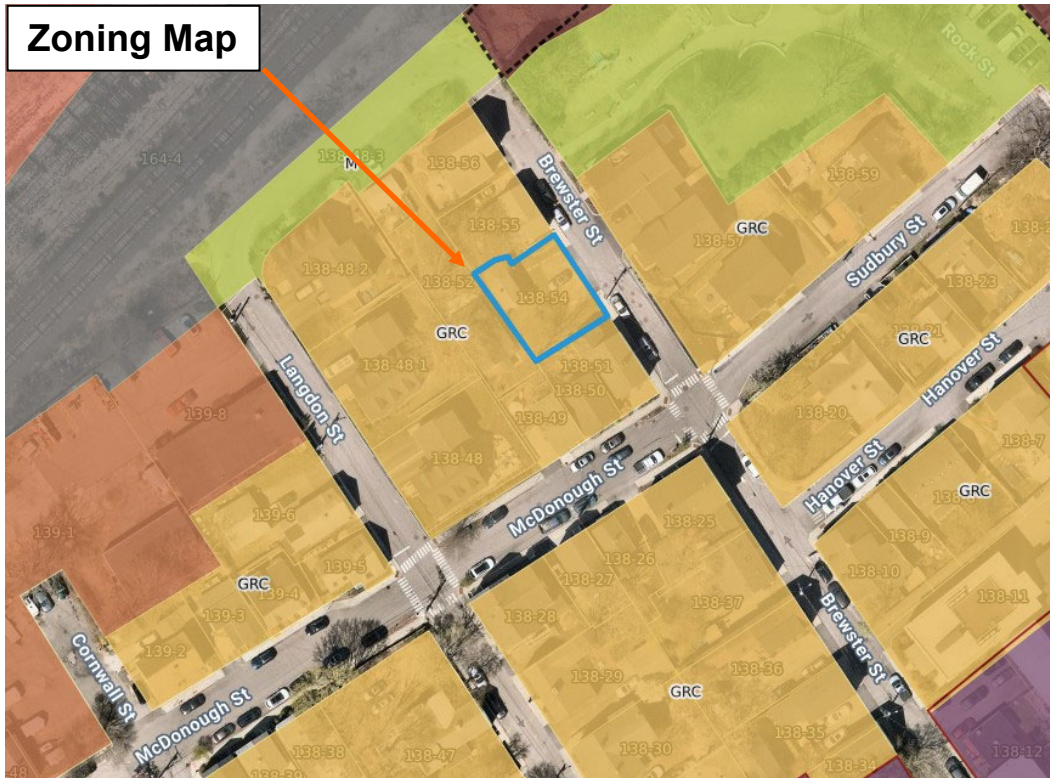 Zoning Map
Rock St
164-4
M
138-48-3
138-56
Brewster St
138-59
138-55
138-57
GRC
Sudbury St
138-48-2
138-52
138-54
138-23
GRC
138-21
GRC
Hanover St
138-48-1
138-51
Langdon St
138-50
139-8
138-49
138-20
138-7
138-48
Hanover St
McDonough St
GRC
139-1
139-6
138-25
138-9
138-26
139-5
138-10
GRC
139-4
138-27
138-37
138-11
139-3
138-28
Brewster St
139-2
Cornwall St
138-36
138-29
GRC
McDonough St
138-35
138-12
138-38
138-47
138-30
138-34